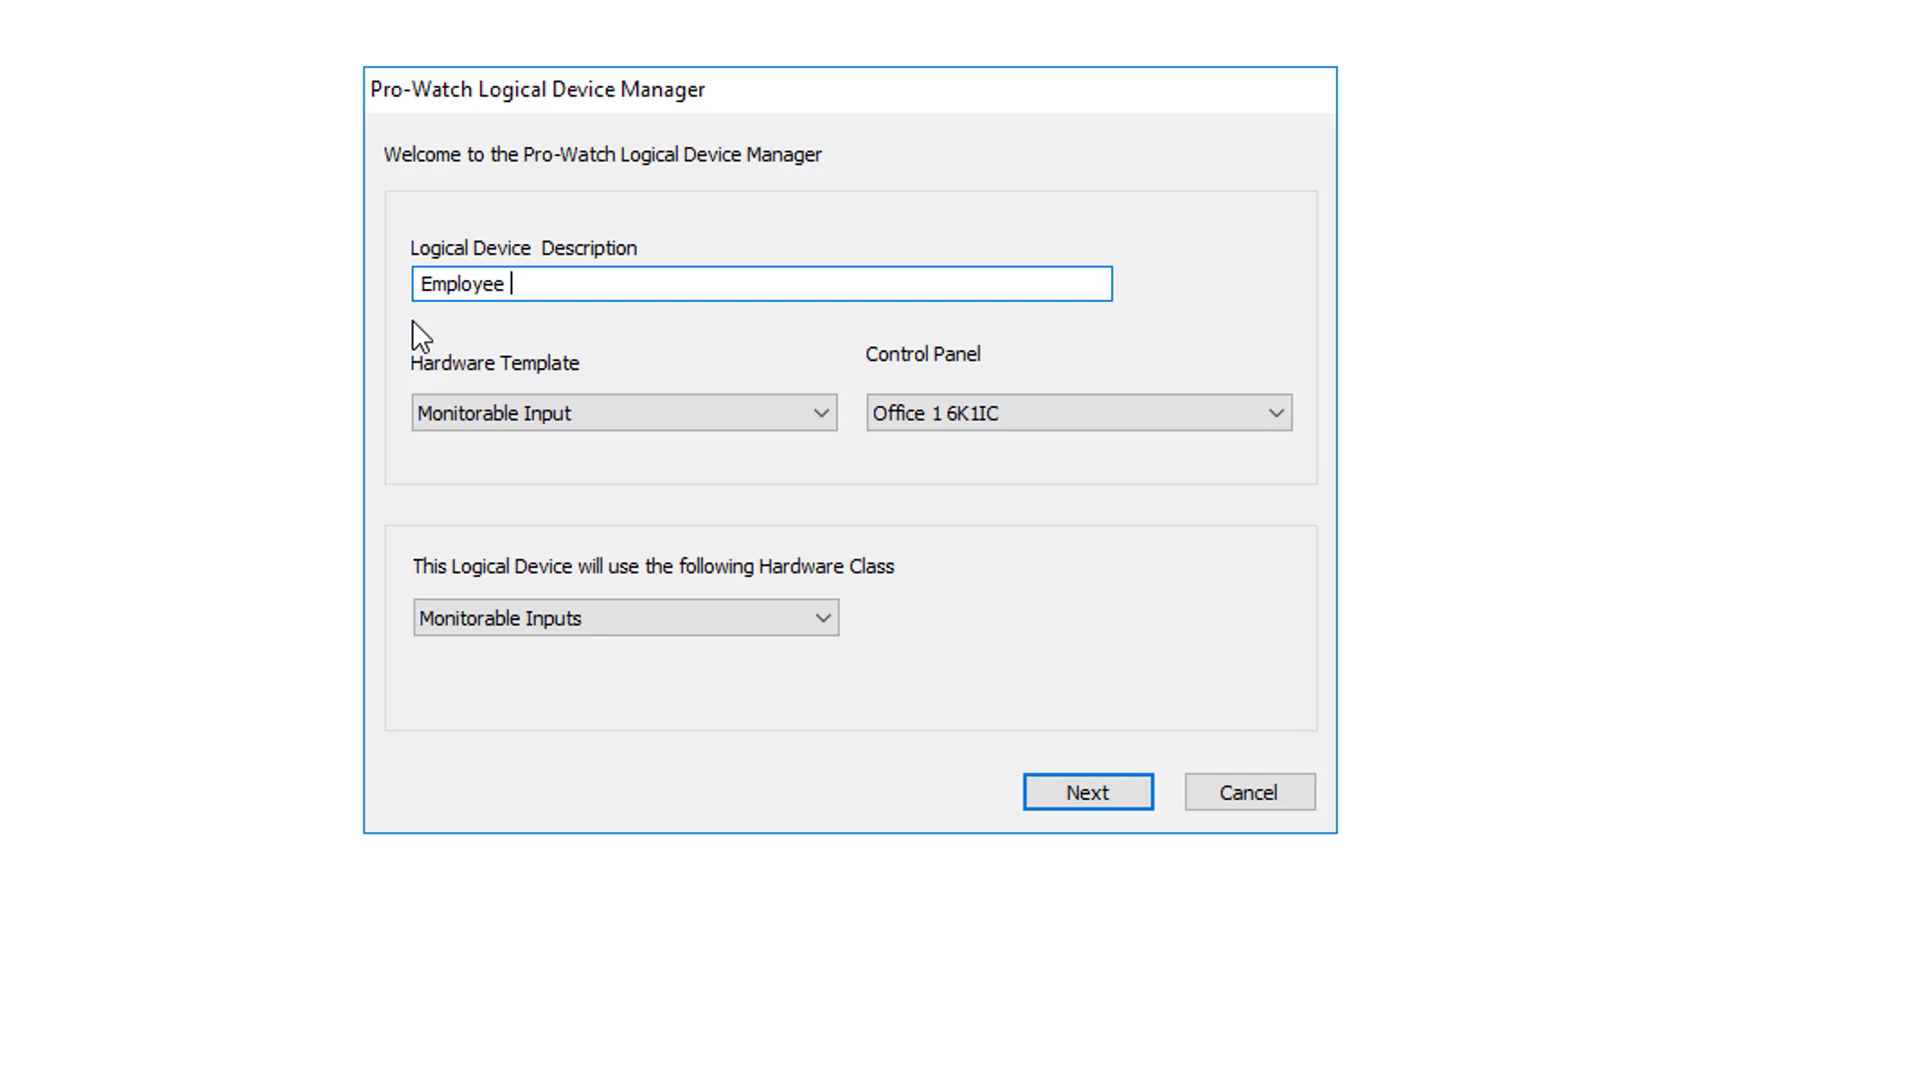 Pro-Watch Logical Device Manager
Welcome to the Pro-Watch Logical Device Manager
Logical Device  Description
Employee
Hardware Template
Control Panel
Monitorable Input
Office 1 6K1IC
This Logical Device will use the following Hardware Class
Monitorable Inputs
Next
Cancel